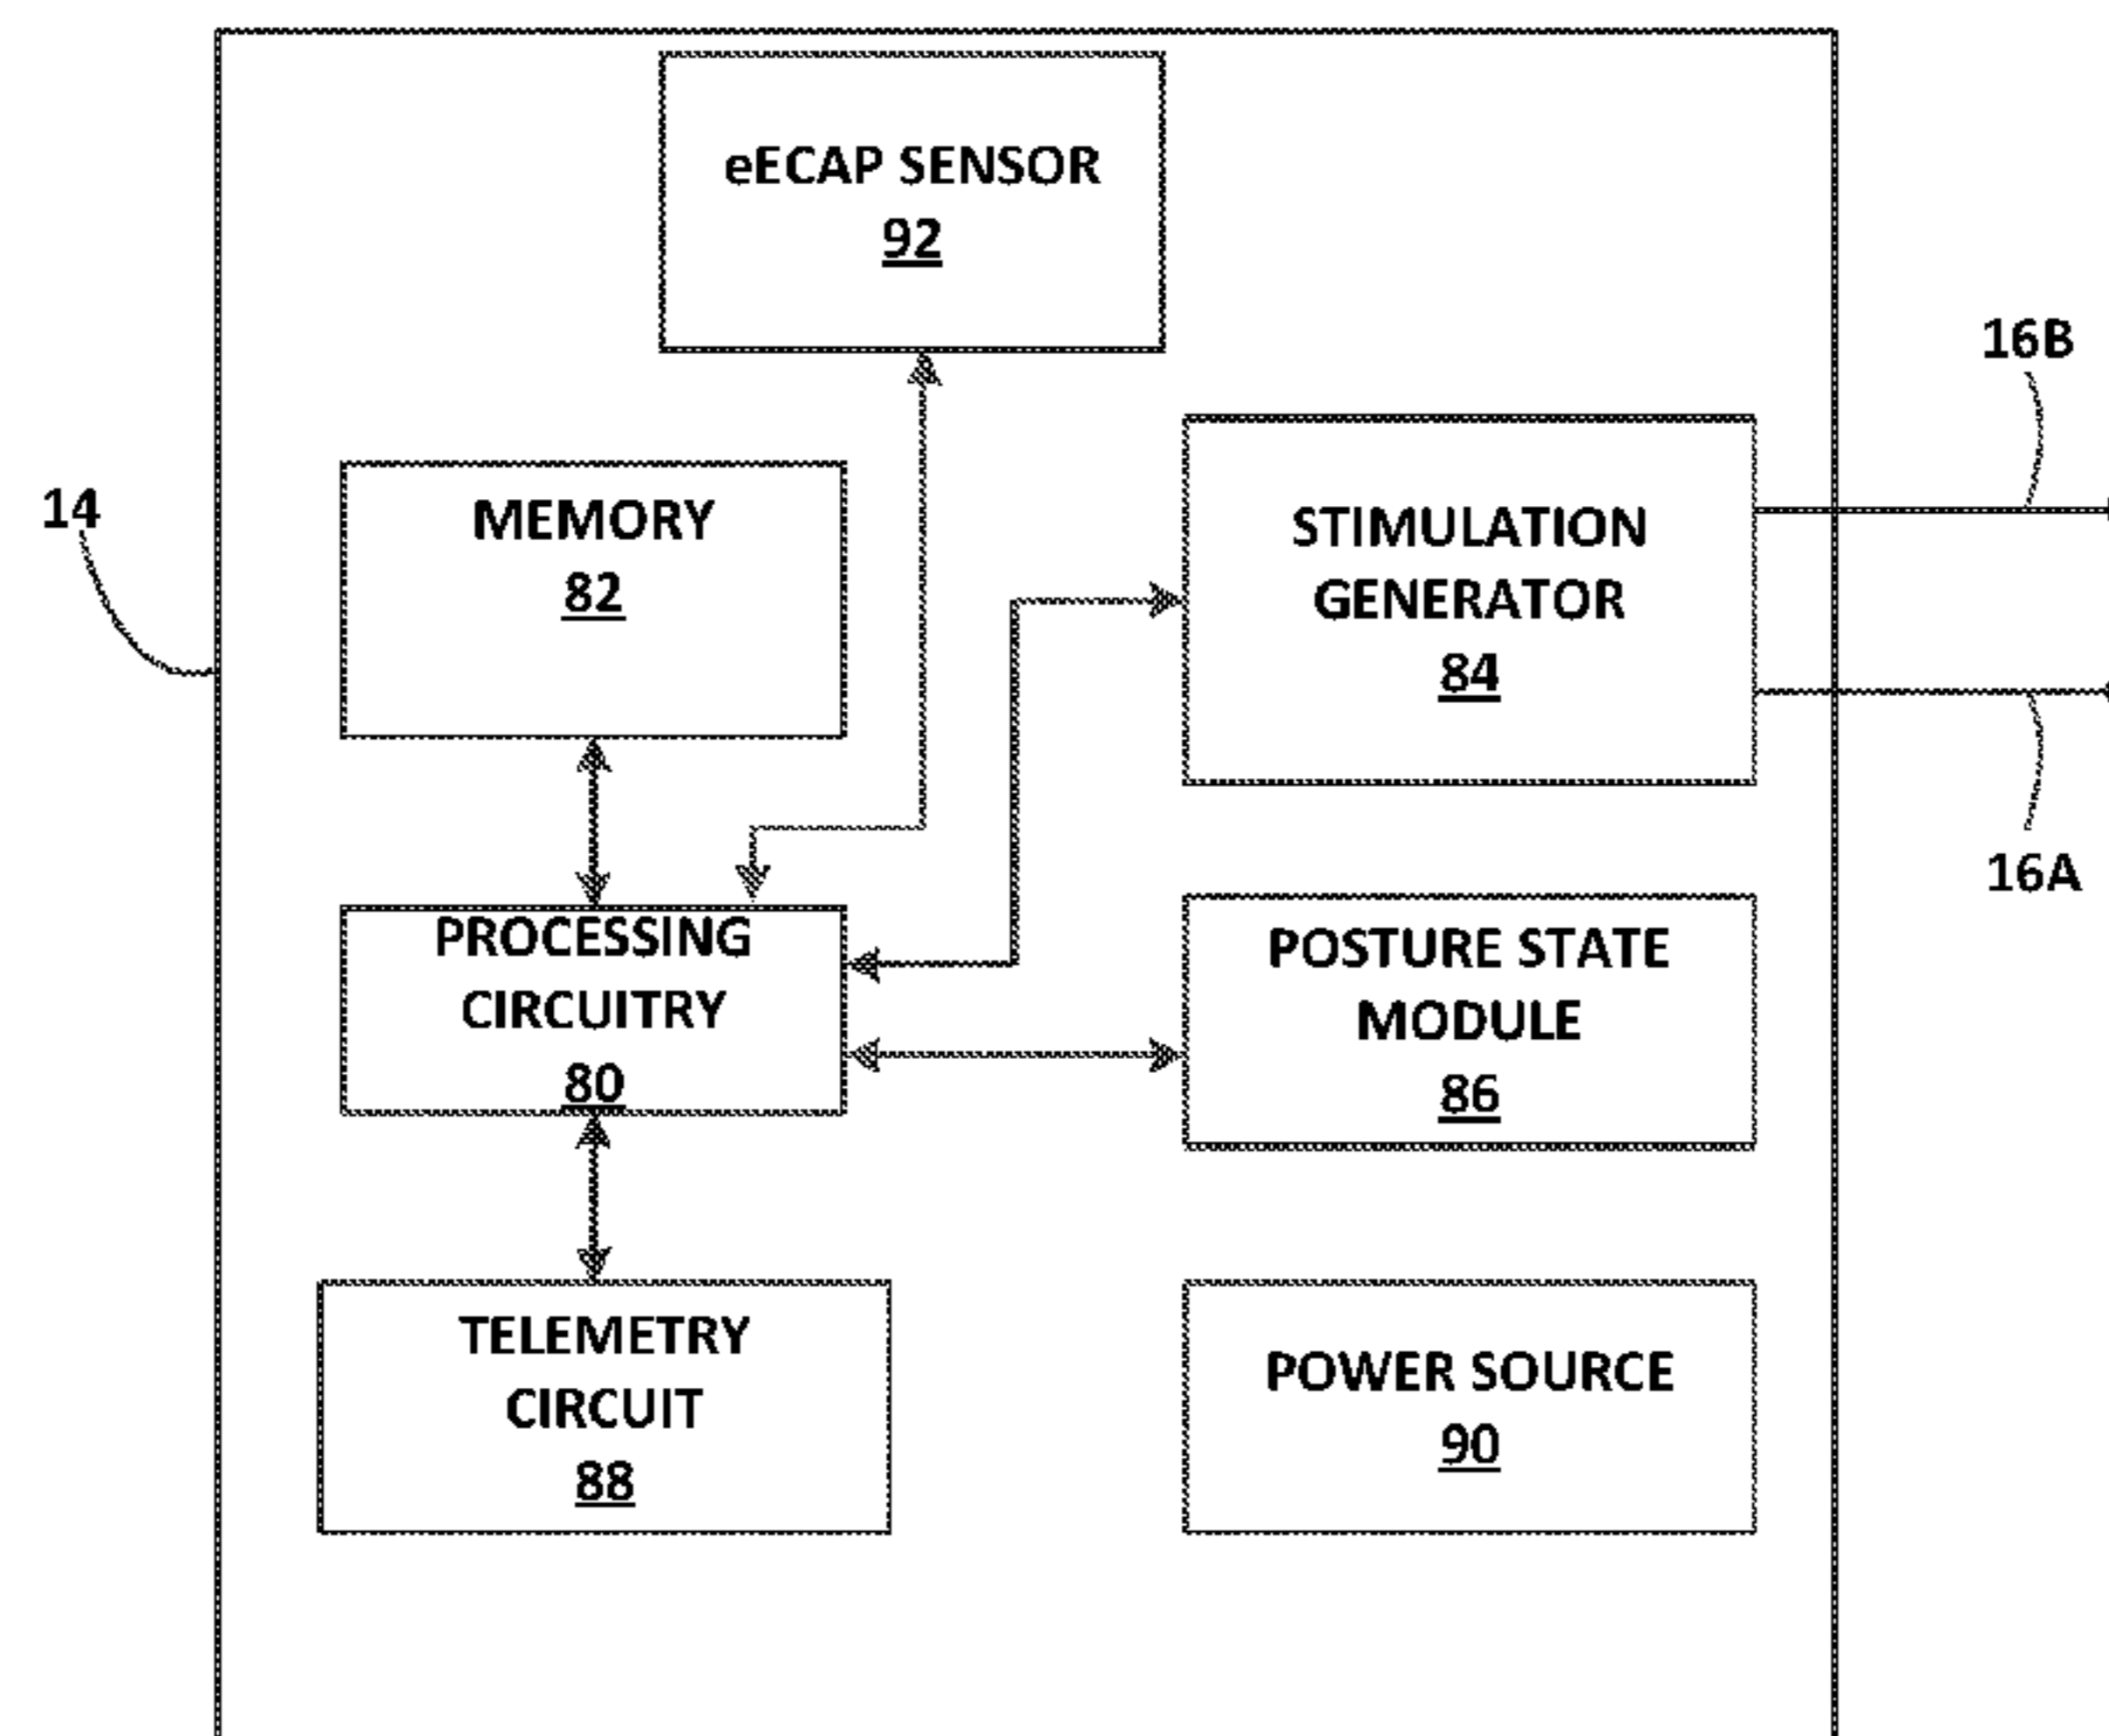 eECAP SENSOR
92
16B
14
MEMORY
82
STIMULATION
GENERATOR
84
16A
PROCESSING
CIRCUITRY
80
POSTURE STATE
MODULE
86
TELEMETRY
CIRCUIT
88
POWER SOURCE
90